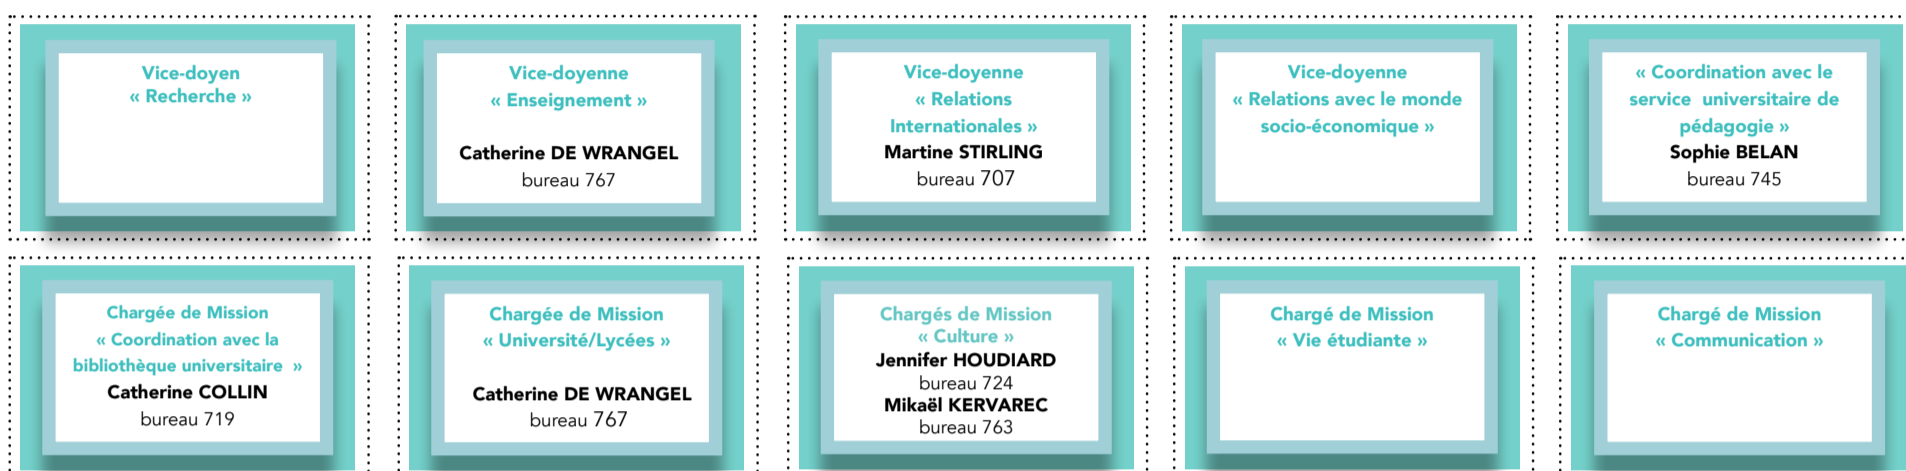 Vice-doyen
« Recherche »
Vice-doyenne
« Enseignement »
Catherine DE WRANGEL
bureau 767
Vice-doyenne
« Relations
Internationales »
Martine STIRLING
bureau 707
Vice-doyenne
« Relations avec le monde
socio-économique »
« Coordination avec le
service universitaire de
pédagogie »
Sophie BELAN
bureau 745
Chargée de Mission
« Coordination avec la
bibliothèque universitaire »
Catherine COLLIN
bureau 719
Chargée de Mission
« Université/Lycées »
Catherine DE WRANGEL
bureau 767
Chargés de Mission
« Culture »
Jennifer HOUDIARD
bureau 724
Mikaël KERVAREC
bureau 763
Chargé de Mission
« Vie étudiante »
Chargé de Mission
« Communication »